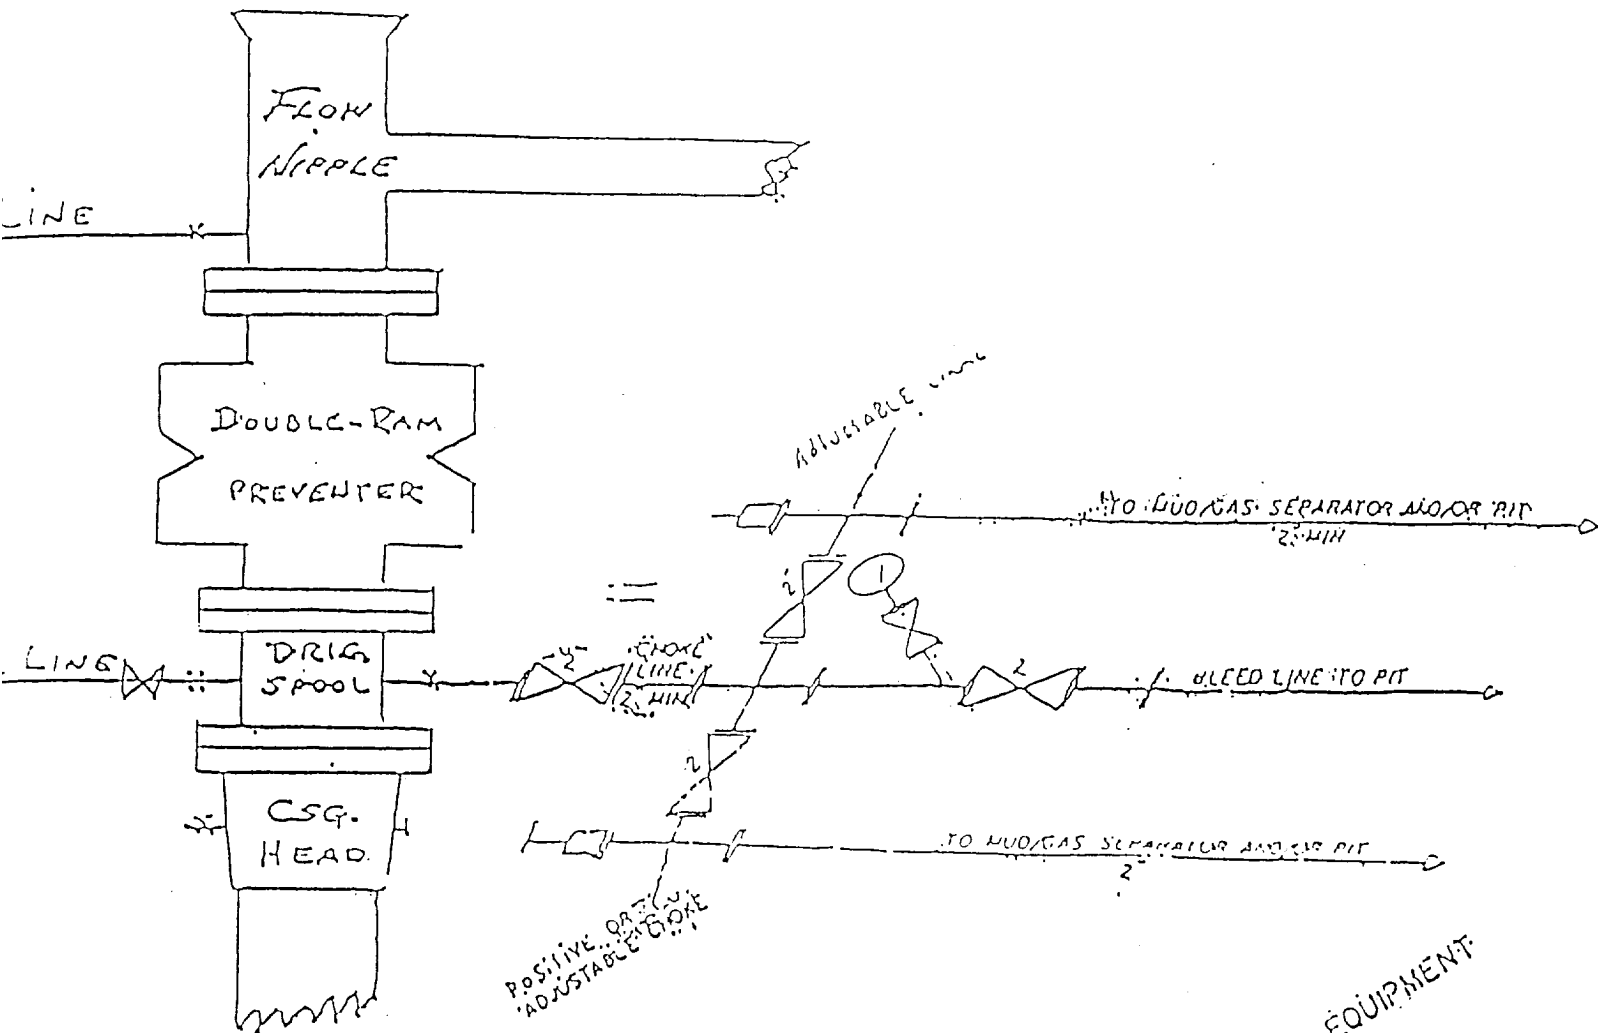 FLOW
NIPPLE
LINE
DOUBLE-RAM
PREVENTER
ADJUSTABLE
TO MUD/GAS SEPARATOR AND/OR PIT
2" MIN
2"
1
LINE
DRLG
SPOOL
2"
CHOKE
LINE
2" MIN
2
BLEED LINE TO PIT
2
CSG.
HEAD
TO MUD/GAS SEPARATOR AND/OR PIT
2"
POSITIVE OR
ADJUSTABLE CHOKE
EQUIPMENT